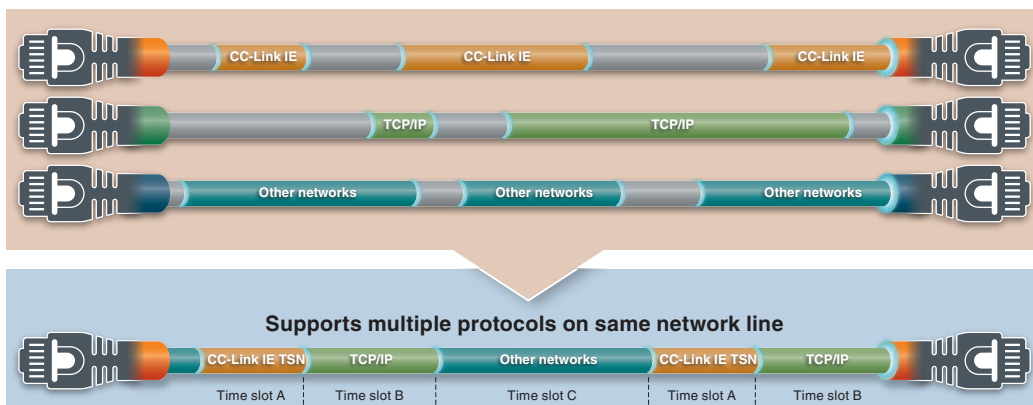 CC-Link IE CC-Link IE CC-Link IE
TCP/IP TCP/IP
Other networks Other networks Other networks
Supports multiple protocols on same network line
CC-Link IE TSN TCP/IP Other networks CC-Link IE TSN TCP/IP
Time slot A Time slot B Time slot C Time slot A Time slot B